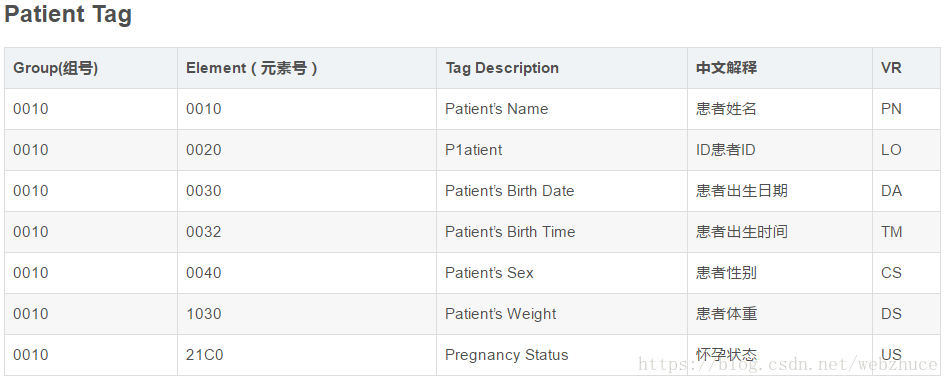 Patient Tag
Group(组号) Element（元素号） Tag Description 中文解释 VR
0010 0010 Patient's Name 患者姓名 PN
0010 0020 P1atient ID患者ID LO
0010 0030 Patient's Birth Date 患者出生日期 DA
0010 0032 Patient's Birth Time 患者出生时间 TM
0010 0040 Patient's Sex 患者性别 CS
0010 1030 Patient's Weight 患者体重 DS
0010 21C0 Pregnancy Status 怀孕状态 US
https://blog.csdn.net/webzhuce